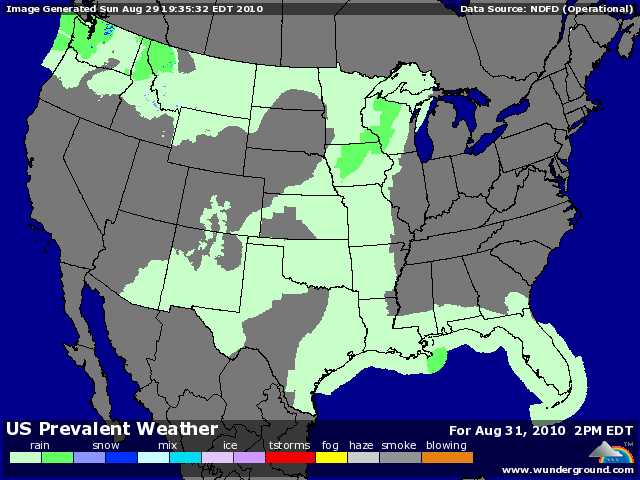 Image Generated Sun Aug 29 19:35:32 EDT 2010
Data Source: NDFD (Operational)
US Prevalent Weather
For Aug 31, 2010 2PM EDT
rain snow mix ice tstorms fog haze smoke blowing
www.wunderground.com